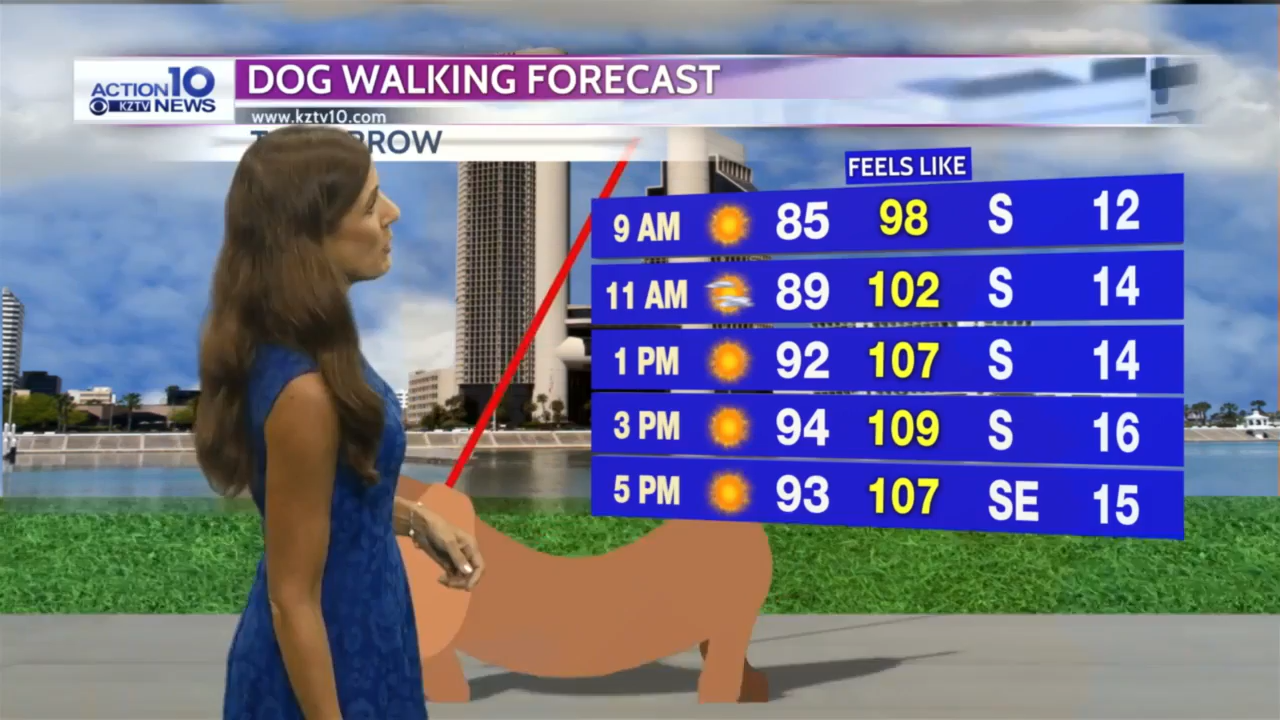 ACTION 10
KZTV NEWS
DOG WALKING FORECAST
www.kztv10.com
FEELS LIKE
9 AM 85 98 S 12
11 AM 89 102 S 14
1 PM 92 107 S 14
3 PM 94 109 S 16
5 PM 93 107 SE 15